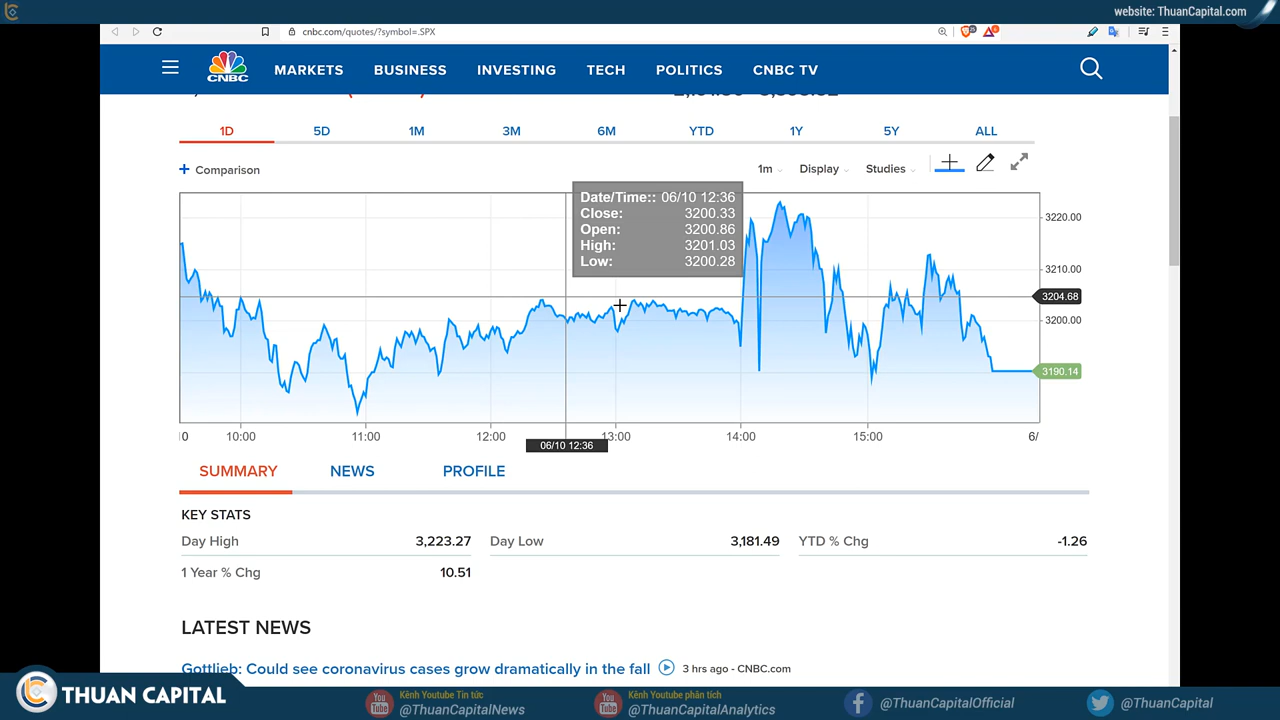 website: ThuanCapital.com
cnbc.com/quotes/?symbol=.SPX
CNBC
MARKETS
BUSINESS
INVESTING
TECH
POLITICS
CNBC TV
1D
5D
1M
3M
6M
YTD
1Y
5Y
ALL
+ Comparison
1m
Display
Studies
Date/Time:: 06/10 12:36
Close: 3200.33
Open: 3200.86
High: 3201.03
Low: 3200.28
3220.00
3210.00
3204.68
3200.00
3190.14
10:00
11:00
12:00
13:00
14:00
15:00
6/
06/10 12:36
SUMMARY
NEWS
PROFILE
KEY STATS
Day High 3,223.27
Day Low 3,181.49
YTD % Chg -1.26
1 Year % Chg 10.51
LATEST NEWS
Gottlieb: Could see coronavirus cases grow dramatically in the fall 3 hrs ago - CNBC.com
THUAN CAPITAL
You Tube
Kênh Youtube Tin tức
@ThuanCapitalNews
You Tube
Kênh Youtube phân tích
@ThuanCapitalAnalytics
@ThuanCapitalOfficial
@ThuanCapital